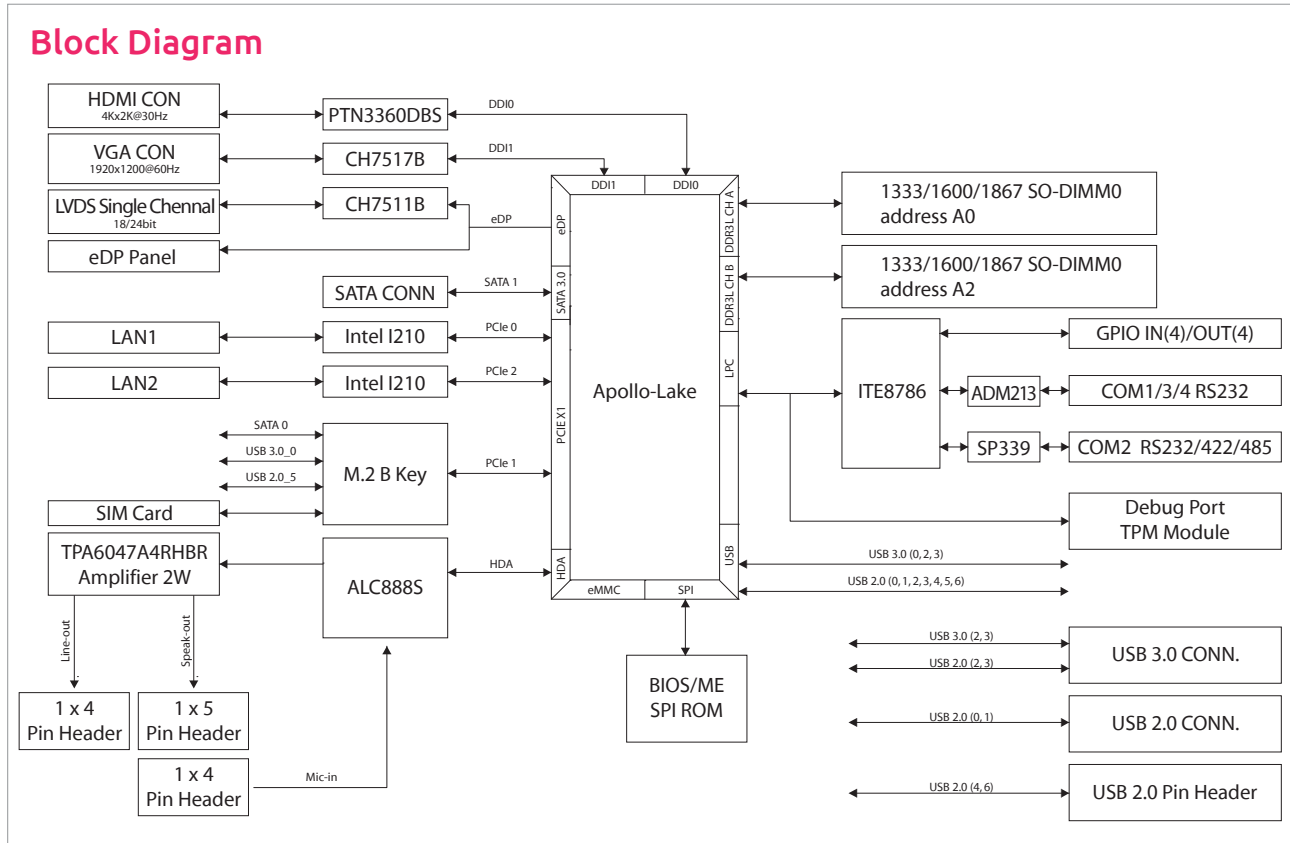 Block Diagram
HDMI CON
4Kx2K@30Hz
PTN3360DBS
DDI0
VGA CON
1920x1200@60Hz
CH7517B
DDI1
LVDS Single Chennal
18/24bit
CH7511B
eDP
eDP Panel
SATA CONN
SATA 1
LAN1
Intel I210
PCIe 0
LAN2
Intel I210
PCIe 2
SATA 0
USB 3.0_0
USB 2.0_5
M.2 B Key
PCIe 1
SIM Card
TPA6047A4RHBR
Amplifier 2W
ALC888S
HDA
Line-out
Speak-out
1 x 4
Pin Header
1 x 5
Pin Header
1 x 4
Pin Header
Mic-in
DDI1
DDI0
eDP
SATA 3.0
PCIE X1
HDA
Apollo-Lake
eMMC
SPI
DDR3L CH A
DDR3L CH B
LPC
USB
BIOS/ME
SPI ROM
1333/1600/1867 SO-DIMM0
address A0
1333/1600/1867 SO-DIMM0
address A2
ITE8786
GPIO IN(4)/OUT(4)
ADM213
COM1/3/4 RS232
SP339
COM2 RS232/422/485
Debug Port
TPM Module
USB 3.0 (0, 2, 3)
USB 2.0 (0, 1, 2, 3, 4, 5, 6)
USB 3.0 (2, 3)
USB 2.0 (2, 3)
USB 3.0 CONN.
USB 2.0 (0, 1)
USB 2.0 CONN.
USB 2.0 (4, 6)
USB 2.0 Pin Header